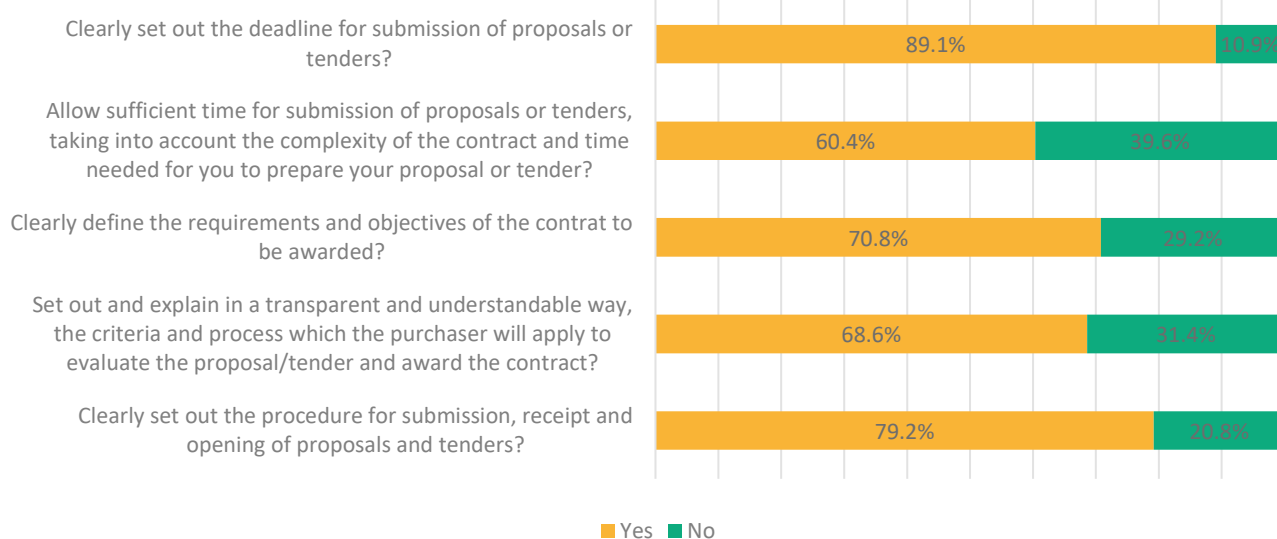 Clearly set out the deadline for submission of proposals or
tenders?
89.1%
10.9%
Allow sufficient time for submission of proposals or tenders,
taking into account the complexity of the contract and time
needed for you to prepare your proposal or tender?
60.4%
39.6%
Clearly define the requirements and objectives of the contrat to
be awarded?
70.8%
29.2%
Set out and explain in a transparent and understandable way,
the criteria and process which the purchaser will apply to
evaluate the proposal/tender and award the contract?
68.6%
31.4%
Clearly set out the procedure for submission, receipt and
opening of proposals and tenders?
79.2%
20.8%
Yes
No